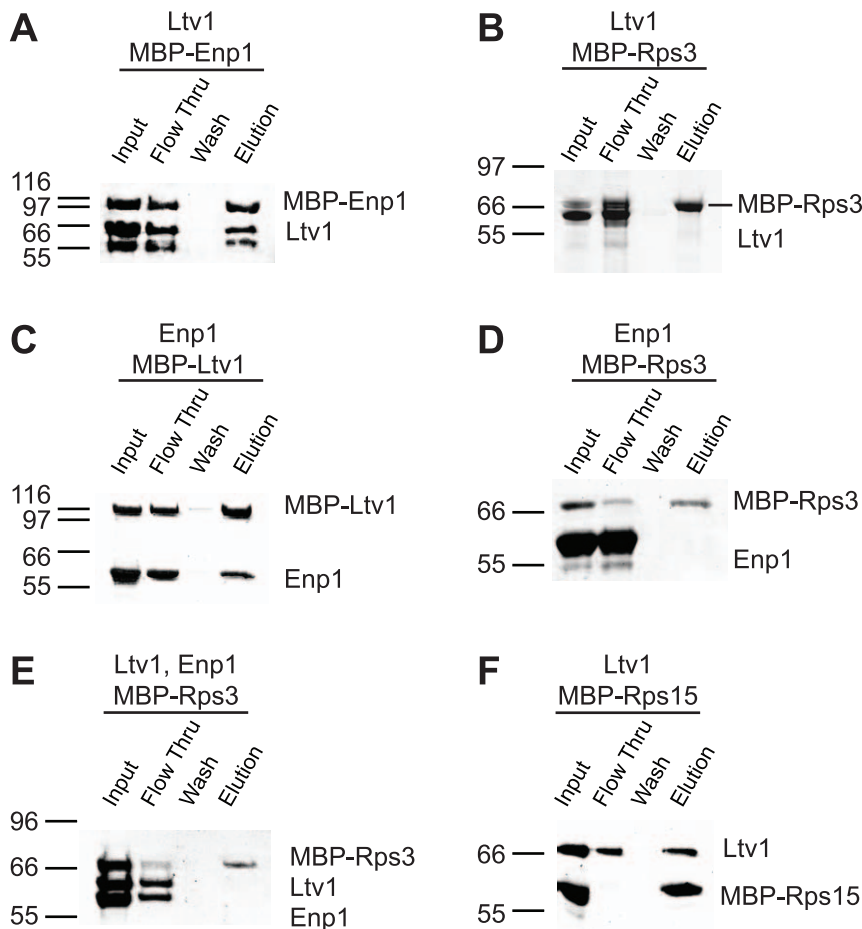 A
Ltv1
MBP-Enp1
Input
Flow Thru
Wash
Elution
116
97
66
55
MBP-Enp1
Ltv1
B
Ltv1
MBP-Rps3
Input
Flow Thru
Wash
Elution
97
66
55
MBP-Rps3
Ltv1
C
Enp1
MBP-Ltv1
Input
Flow Thru
Wash
Elution
116
97
66
55
MBP-Ltv1
Enp1
D
Enp1
MBP-Rps3
Input
Flow Thru
Wash
Elution
66
55
MBP-Rps3
Enp1
E
Ltv1, Enp1
MBP-Rps3
Input
Flow Thru
Wash
Elution
96
66
55
MBP-Rps3
Ltv1
Enp1
F
Ltv1
MBP-Rps15
Input
Flow Thru
Wash
Elution
66
55
Ltv1
MBP-Rps15